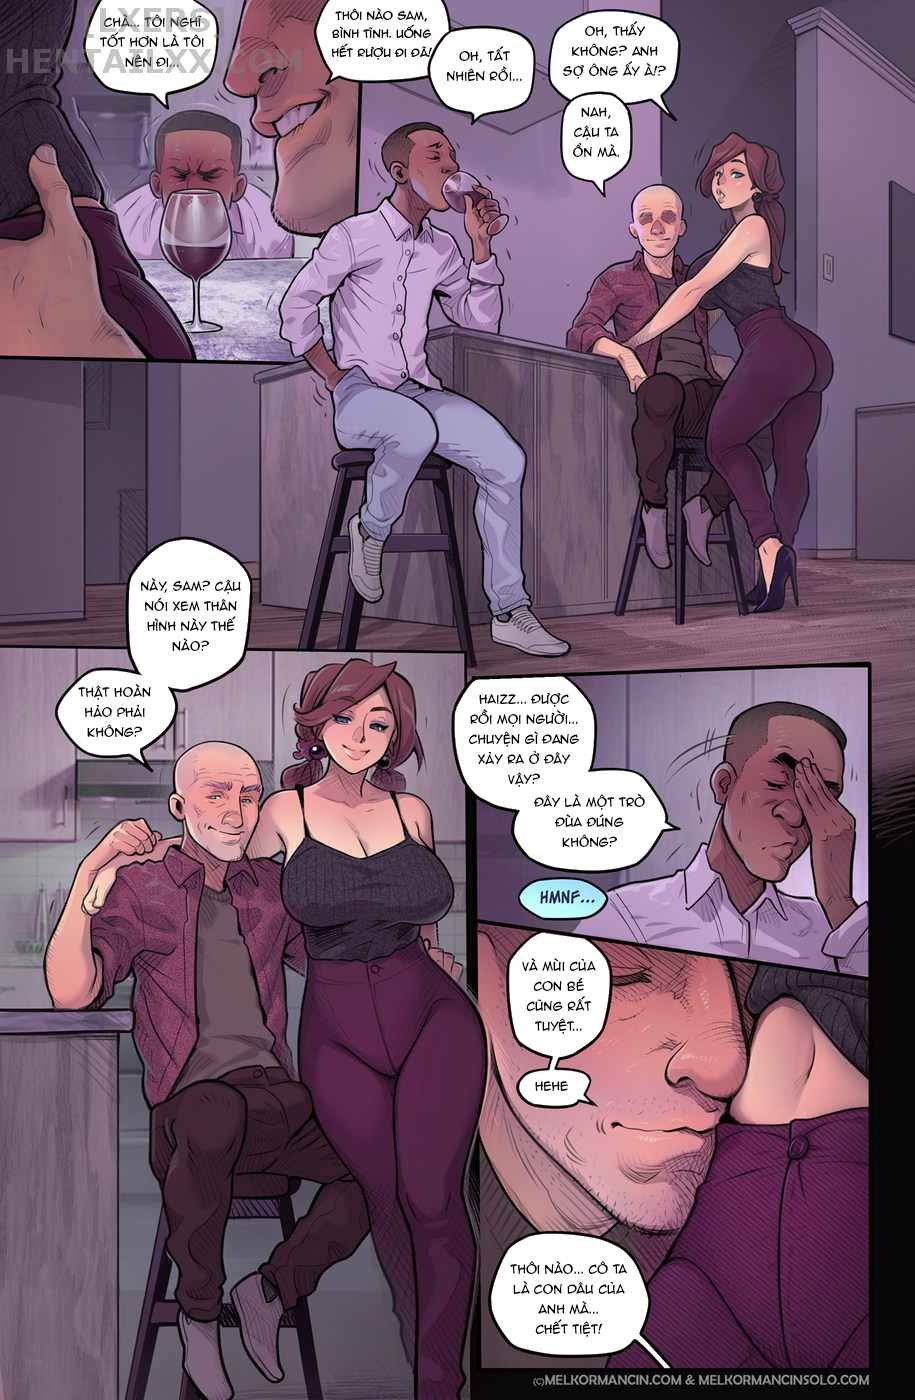 [LXERS]
HENTAILXX.COM
CHÀ... TÔI NGHĨ
TỐT HƠN LÀ TÔI
NÊN ĐI...
THÔI NÀO SAM,
BÌNH TĨNH. UỐNG
HẾT RƯỢU ĐI ĐÃ!
OH, TẤT
NHIÊN RỒI...
OH, THẤY
KHÔNG? ANH
SỢ ÔNG ẤY À!?
NAH,
CẬU TA
ỔN MÀ.
NÀY, SAM? CẬU
NÓI XEM THÂN
HÌNH NÀY THẾ
NÀO?
THẬT HOÀN
HẢO PHẢI
KHÔNG?
HAIZZ... ĐƯỢC
RỒI MỌI NGƯỜI...
CHUYỆN GÌ ĐANG
XẢY RA Ở ĐÂY
VẬY?
ĐÂY LÀ MỘT TRÒ
ĐÙA ĐÚNG
KHÔNG?
HMNF...
VÀ MÙI CỦA
CON BÉ
CŨNG RẤT
TUYỆT...
HEHE
THÔI NÀO... CÔ TA
LÀ CON DÂU CỦA
ANH MÀ...
CHẾT TIỆT!
(C)MELKORMANCIN.COM & MELKORMANCINSOLO.COM